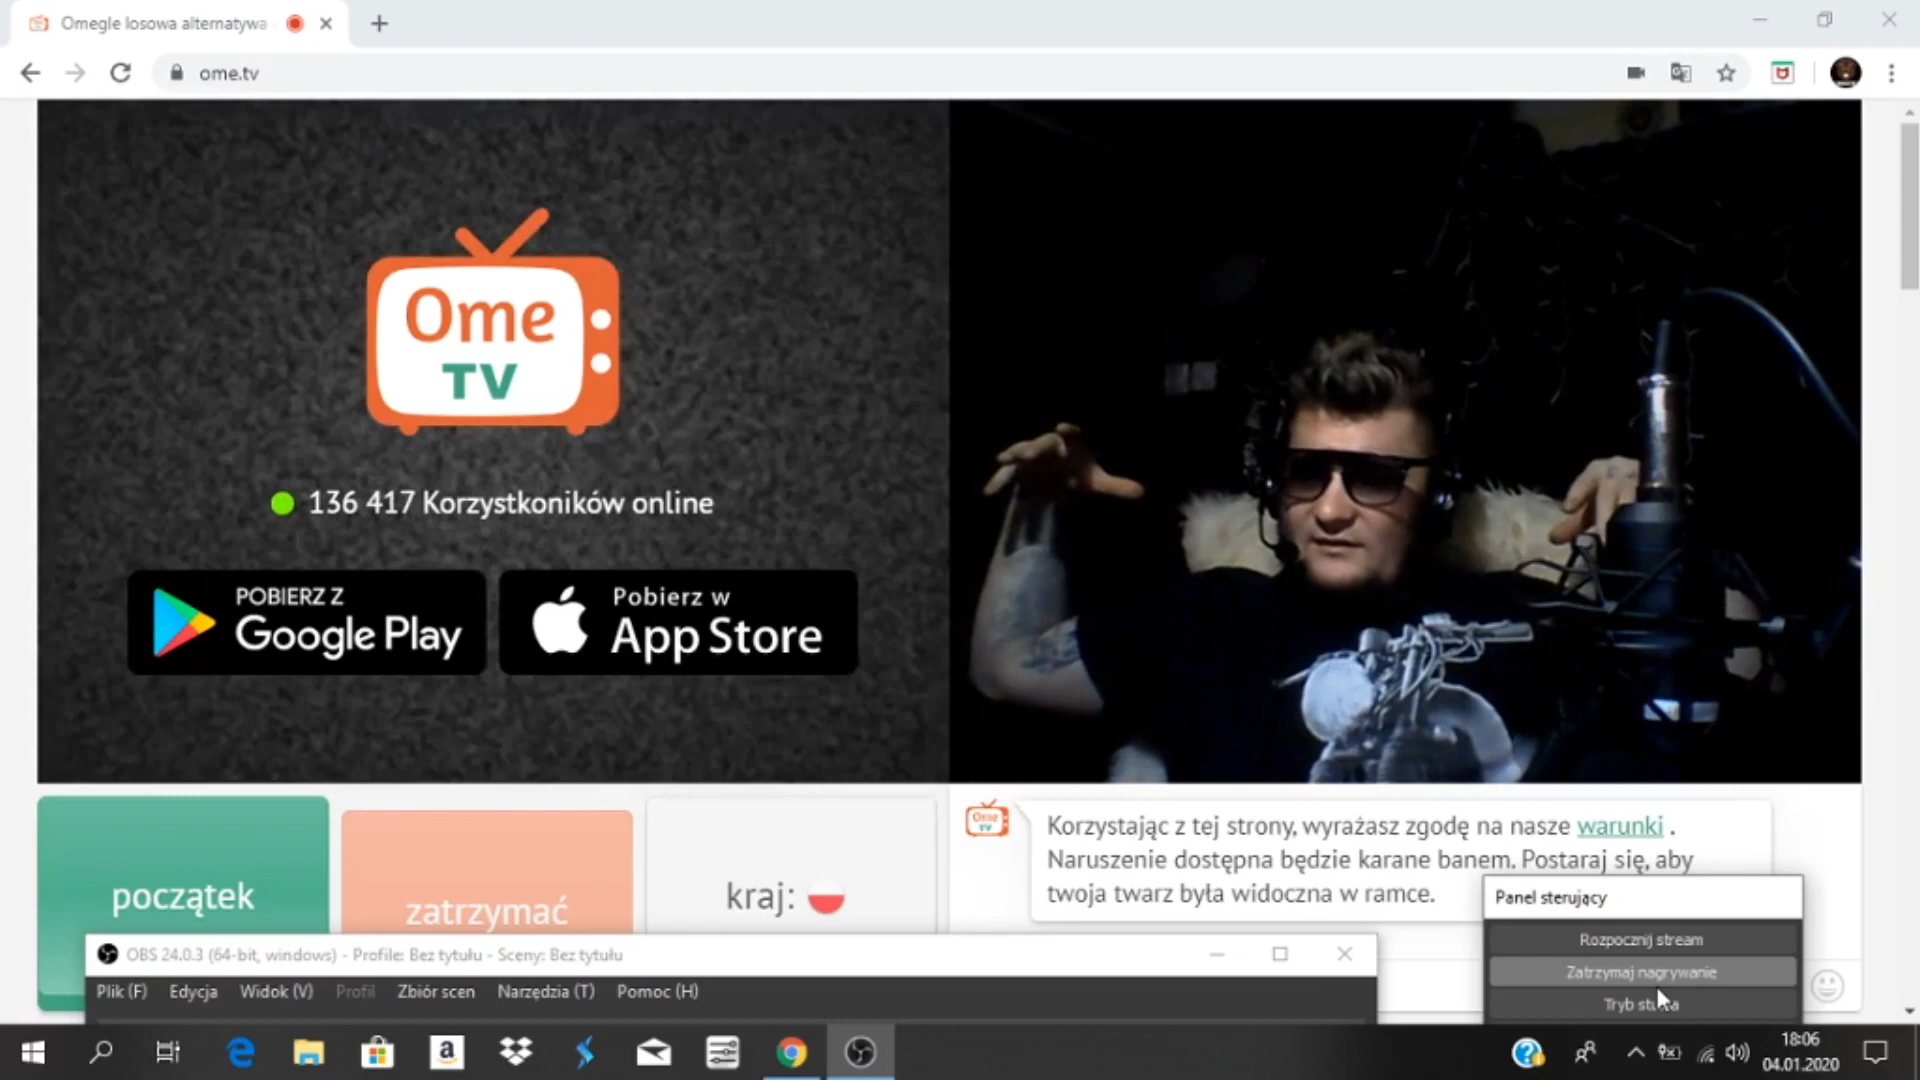 Omegle losowa alternatywa
ome.tv
Ome
TV
136 417 Korzystkoników online
POBIERZ Z
Google Play
Pobierz w
App Store
początek
zatrzymać
kraj:
Ome
TV
Korzystając z tej strony, wyrażasz zgodę na nasze warunki .
Naruszenie dostępna będzie karane banem. Postaraj się, aby
twoja twarz była widoczna w ramce.
Panel sterujący
Rozpocznij stream
Zatrzymaj nagrywanie
Tryb
OBS 24.0.3 (64-bit, windows) - Profile: Bez tytułu - Sceny: Bez tytułu
Plik (F) Edycja Widok (V) Profil Zbiór scen Narzędzia (T) Pomoc (H)
18:06
04.01.2020